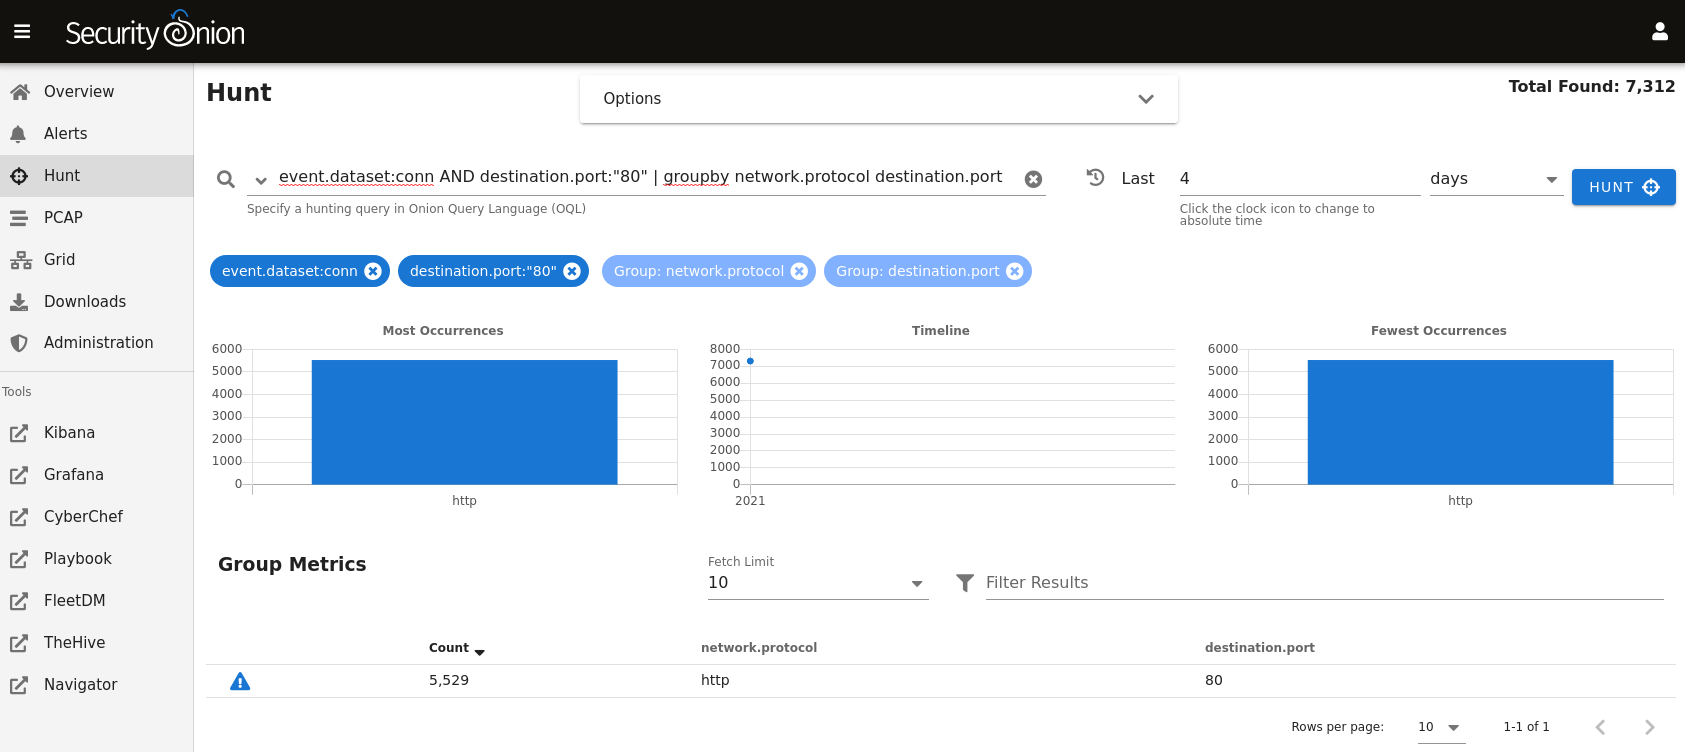 Security Onion
Overview
Alerts
Hunt
PCAP
Grid
Downloads
Administration
Tools
Kibana
Grafana
CyberChef
Playbook
FleetDM
TheHive
Navigator
Hunt
Options
Total Found: 7,312
event.dataset:conn AND destination.port:"80" | groupby network.protocol destination.port
Specify a hunting query in Onion Query Language (OQL)
Last 4 days
Click the clock icon to change to
absolute time
HUNT
event.dataset:conn destination.port:"80" Group: network.protocol Group: destination.port
Most Occurrences
6000
5000
4000
3000
2000
1000
0
http
Timeline
8000
7000
6000
5000
4000
3000
2000
1000
0
2021
Fewest Occurrences
6000
5000
4000
3000
2000
1000
0
http
Group Metrics
Fetch Limit
10
Filter Results
Count network.protocol destination.port
5,529 http 80
Rows per page: 10 1-1 of 1